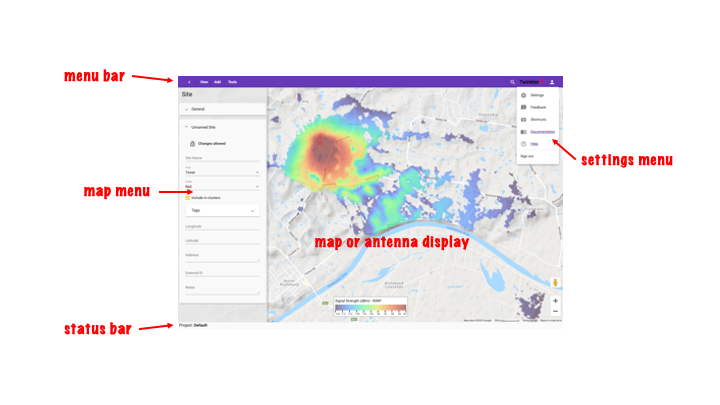 menu bar
View Add Tools
Site
General
Unnamed Site
Changes allowed
Site Name
Tower
Red
Include in clusters
Tags
Longitude
Latitude
Address
External ID
Notes
Settings
Feedback
Shortcuts
Documentation
Help
Sign out
settings menu
map menu
map or antenna display
Signal Strength (dBm) - RSRP
status bar
Project: Default